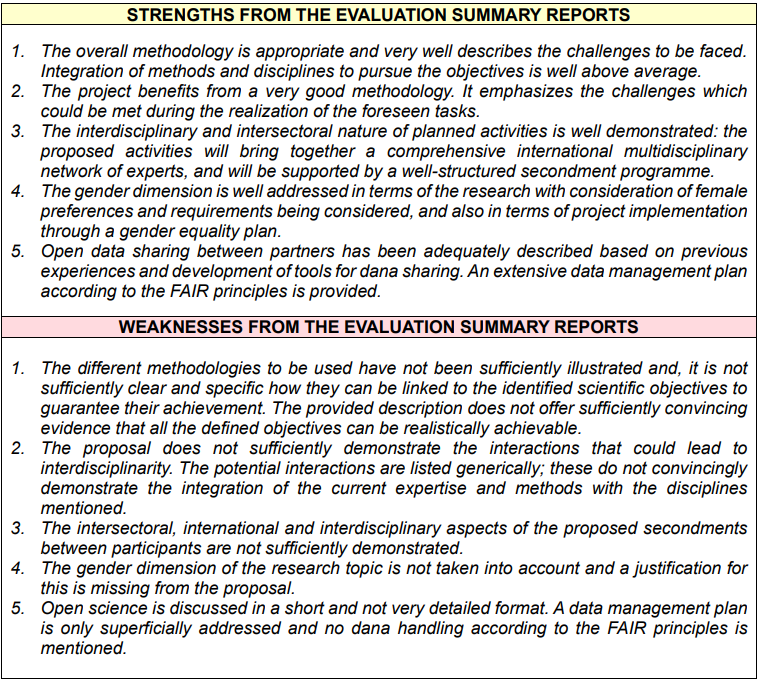 STRENGTHS FROM THE EVALUATION SUMMARY REPORTS
1. The overall methodology is appropriate and very well describes the challenges to be faced.
Integration of methods and disciplines to pursue the objectives is well above average.
2. The project benefits from a very good methodology. It emphasizes the challenges which
could be met during the realization of the foreseen tasks.
3. The interdisciplinary and intersectoral nature of planned activities is well demonstrated: the
proposed activities will bring together a comprehensive international multidisciplinary
network of experts, and will be supported by a well-structured secondment programme.
4. The gender dimension is well addressed in terms of the research with consideration of female
preferences and requirements being considered, and also in terms of project implementation
through a gender equality plan.
5. Open data sharing between partners has been adequately described based on previous
experiences and development of tools for dana sharing. An extensive data management plan
according to the FAIR principles is provided.
WEAKNESSES FROM THE EVALUATION SUMMARY REPORTS
1. The different methodologies to be used have not been sufficiently illustrated and, it is not
sufficiently clear and specific how they can be linked to the identified scientific objectives to
guarantee their achievement. The provided description does not offer sufficiently convincing
evidence that all the defined objectives can be realistically achievable.
2. The proposal does not sufficiently demonstrate the interactions that could lead to
interdisciplinarity. The potential interactions are listed generically; these do not convincingly
demonstrate the integration of the current expertise and methods with the disciplines
mentioned.
3. The intersectoral, international and interdisciplinary aspects of the proposed secondments
between participants are not sufficiently demonstrated.
4. The gender dimension of the research topic is not taken into account and a justification for
this is missing from the proposal.
5. Open science is discussed in a short and not very detailed format. A data management plan
is only superficially addressed and no dana handling according to the FAIR principles is
mentioned.